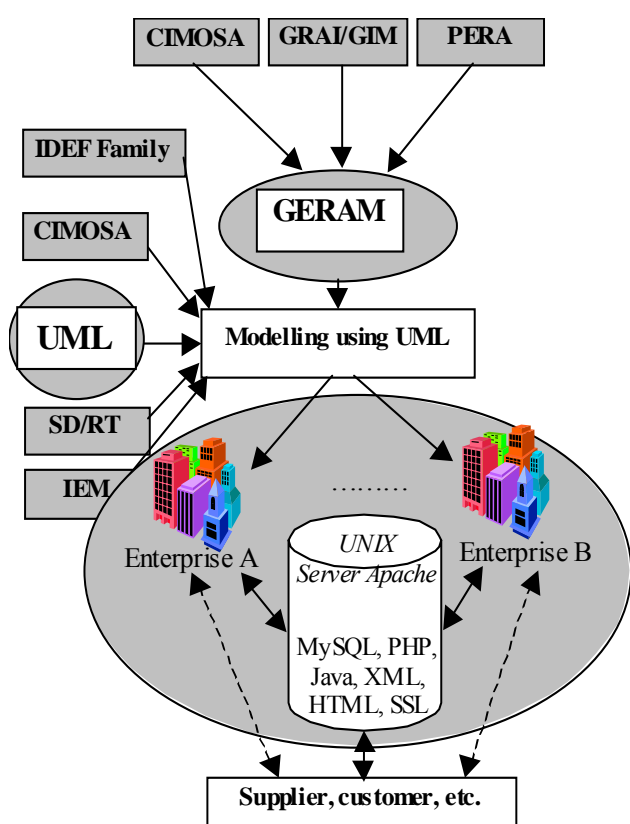 CIMOSA
GRAI/GIM
PERA
IDEF Family
GERAM
CIMOSA
UML
Modelling using UML
SD/RT
IEM
.........
Enterprise A
UNIX
Server Apache
Enterprise B
MySQL, PHP,
Java, XML,
HTML, SSL
Supplier, customer, etc.